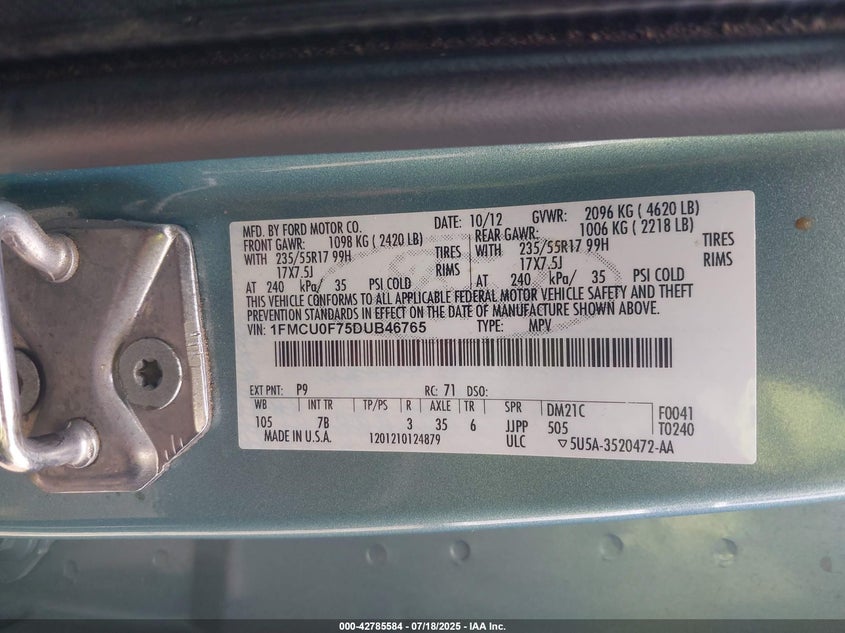 MFD. BY FORD MOTOR CO. DATE: 10/12 GVWR: 2096 KG ( 4620 LB)
FRONT GAWR: 1098 KG ( 2420 LB) REAR GAWR: 1006 KG ( 2218 LB)
WITH 235/55R17 99H TIRES WITH 235/55R17 99H TIRES
17X7.5J RIMS 17X7.5J RIMS
AT 240 kPa/ 35 PSI COLD AT 240 kPa/ 35 PSI COLD
THIS VEHICLE CONFORMS TO ALL APPLICABLE FEDERAL MOTOR VEHICLE SAFETY AND THEFT
PREVENTION STANDARDS IN EFFECT ON THE DATE OF MANUFACTURE SHOWN ABOVE.
VIN: 1FMCU0F75DUB46765 TYPE: MPV
EXT PNT: P9 RC: 71 DSO:
WB INT TR TP/PS R AXLE TR SPR DM21C F0041
105 7B 3 35 6 JJPP 505 T0240
MADE IN U.S.A. 1201210124879 ULC ▽5U5A-3520472-AA
000-42785584 / 07/18/2025 - IAA Inc.